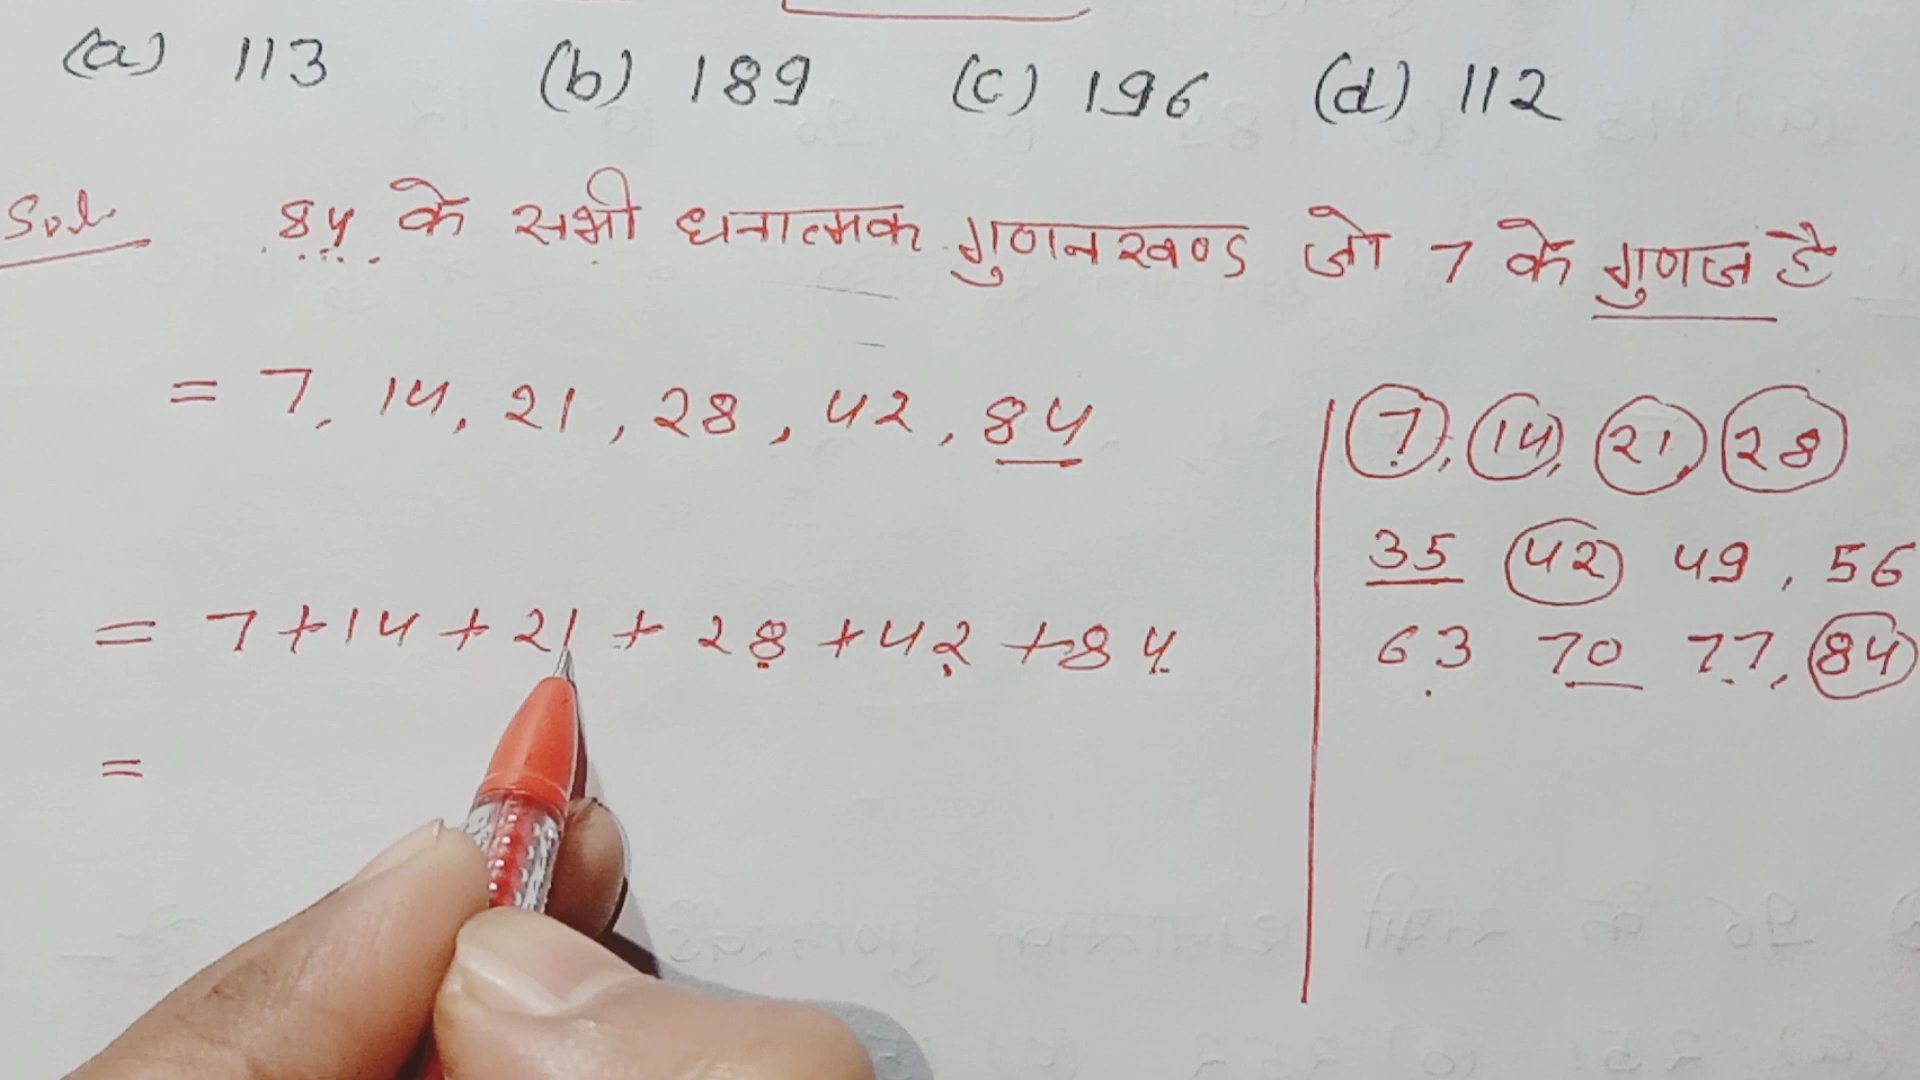 (a) 113 (b) 189 (c) 196 (d) 112
Sol. 84 के सभी धनात्मक गुणनखण्ड जो 7 के गुणज है
= 7, 14, 21, 28, 42, 84
7, 14, 21, 28
35 42 49, 56
63 70 77, 84
= 7+14+21+28+42+84
=